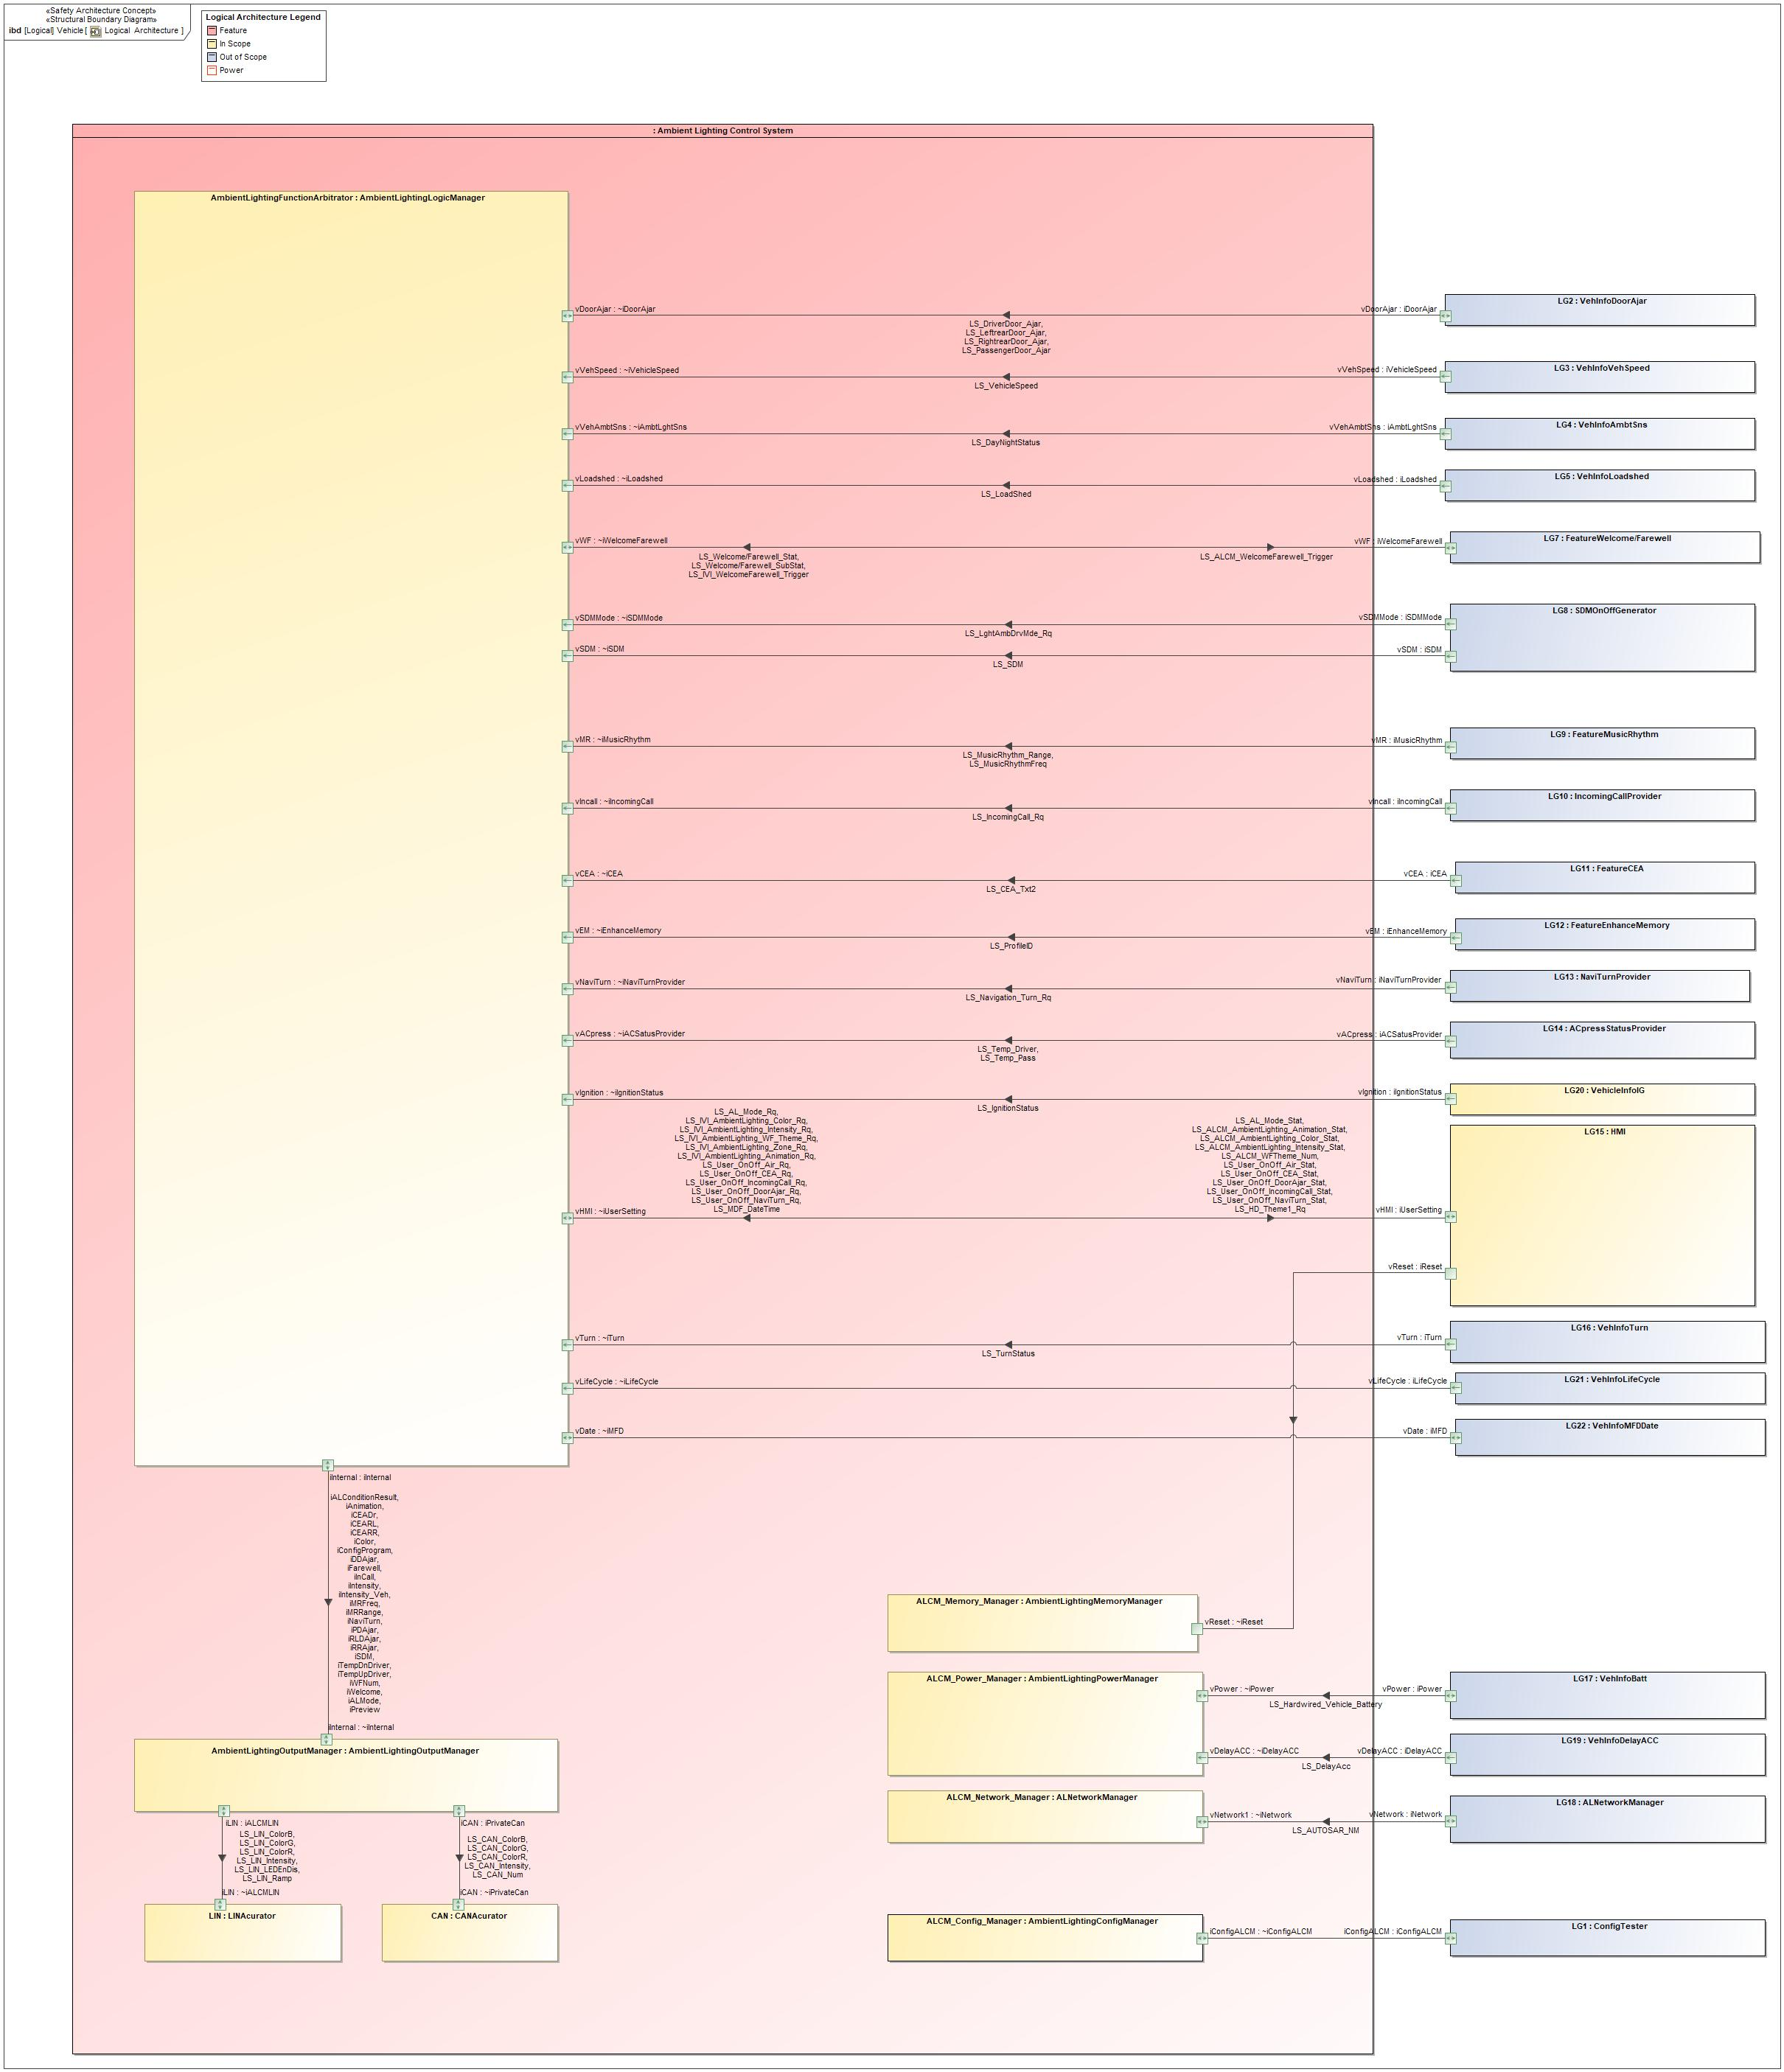 «Safety Architecture Concept»
«Structural Boundary Diagram»
ibd [Logical] Vehicle [ Logical Architecture ]
Logical Architecture Legend
Feature
In Scope
Out of Scope
Power
: Ambient Lighting Control System
AmbientLightingFunctionArbitrator : AmbientLightingLogicManager
vDoorAjar : ~iDoorAjar
vDoorAjar : iDoorAjar
LG2 : VehInfoDoorAjar
LS_DriverDoor_Ajar,
LS_LeftrearDoor_Ajar,
LS_RightrearDoor_Ajar,
LS_PassengerDoor_Ajar
vVehSpeed : ~iVehicleSpeed
vVehSpeed : iVehicleSpeed
LG3 : VehInfoVehSpeed
LS_VehicleSpeed
vVehAmbtSns : ~iAmbtLghtSns
vVehAmbtSns : iAmbtLghtSns
LG4 : VehInfoAmbtSns
LS_DayNightStatus
vLoadshed : ~iLoadshed
vLoadshed : iLoadshed
LG5 : VehInfoLoadshed
LS_LoadShed
vWF : ~iWelcomeFarewell
vWF : iWelcomeFarewell
LG7 : FeatureWelcome/Farewell
LS_Welcome/Farewell_Stat,
LS_Welcome/Farewell_SubStat,
LS_IVI_WelcomeFarewell_Trigger
LS_ALCM_WelcomeFarewell_Trigger
LG8 : SDMOnOffGenerator
vSDMMode : ~iSDMMode
vSDMMode : iSDMMode
LS_LghtAmbDrvMde_Rq
vSDM : ~iSDM
vSDM : iSDM
LS_SDM
vMR : ~iMusicRhythm
vMR : iMusicRhythm
LG9 : FeatureMusicRhythm
LS_MusicRhythm_Range,
LS_MusicRhythmFreq
vIncall : ~iIncomingCall
vIncall : iIncomingCall
LG10 : IncomingCallProvider
LS_IncomingCall_Rq
vCEA : ~iCEA
vCEA : iCEA
LG11 : FeatureCEA
LS_CEA_Txt2
vEM : ~iEnhanceMemory
vEM : iEnhanceMemory
LG12 : FeatureEnhanceMemory
LS_ProfileID
vNaviTurn : ~iNaviTurnProvider
vNaviTurn : iNaviTurnProvider
LG13 : NaviTurnProvider
LS_Navigation_Turn_Rq
vACpress : ~iACSatusProvider
vACpress : iACSatusProvider
LG14 : ACpressStatusProvider
LS_Temp_Driver,
LS_Temp_Pass
vIgnition : ~iIgnitionStatus
vIgnition : iIgnitionStatus
LG20 : VehicleInfoIG
LS_IgnitionStatus
LS_AL_Mode_Rq,
LS_IVI_AmbientLighting_Color_Rq,
LS_IVI_AmbientLighting_Intensity_Rq,
LS_IVI_AmbientLighting_WF_Theme_Rq,
LS_IVI_AmbientLighting_Zone_Rq,
LS_IVI_AmbientLighting_Animation_Rq,
LS_User_OnOff_Air_Rq,
LS_User_OnOff_CEA_Rq,
LS_User_OnOff_IncomingCall_Rq,
LS_User_OnOff_DoorAjar_Rq,
LS_User_OnOff_NaviTurn_Rq,
LS_MDF_DateTime
LS_AL_Mode_Stat,
LS_ALCM_AmbientLighting_Animation_Stat,
LS_ALCM_AmbientLighting_Color_Stat,
LS_ALCM_AmbientLighting_Intensity_Stat,
LS_ALCM_WFTheme_Num,
LS_User_OnOff_Air_Stat,
LS_User_OnOff_CEA_Stat,
LS_User_OnOff_DoorAjar_Stat,
LS_User_OnOff_IncomingCall_Stat,
LS_User_OnOff_NaviTurn_Stat,
LS_HD_Theme1_Rq
LG15 : HMI
vHMI : ~iUserSetting
vHMI : iUserSetting
vReset : iReset
vTurn : ~iTurn
vTurn : iTurn
LG16 : VehInfoTurn
LS_TurnStatus
vLifeCycle : ~iLifeCycle
vLifeCycle : iLifeCycle
LG21 : VehInfoLifeCycle
vDate : ~iMFD
vDate : iMFD
LG22 : VehInfoMFDDate
iInternal : iInternal
iALConditionResult,
iAnimation,
iCEADr,
iCEARL,
iCEARR,
iColor,
iConfigProgram,
iDDAjar,
iFarewell,
iInCall,
iIntensity,
iIntensity_Veh,
iMRFreq,
iMRRange,
iNaviTurn,
iPDAjar,
iRLDAjar,
iRRAjar,
iSDM,
iTempDnDriver,
iTempUpDriver,
iWFNum,
iWelcome,
iALMode,
iPreview
iInternal : ~iInternal
AmbientLightingOutputManager : AmbientLightingOutputManager
iLIN : iALCMLIN
LS_LIN_ColorB,
LS_LIN_ColorG,
LS_LIN_ColorR,
LS_LIN_Intensity,
LS_LIN_LEDEnDis,
LS_LIN_Ramp
iLIN : ~iALCMLIN
LIN : LINAcurator
iCAN : iPrivateCan
LS_CAN_ColorB,
LS_CAN_ColorG,
LS_CAN_ColorR,
LS_CAN_Intensity,
LS_CAN_Num
iCAN : ~iPrivateCan
CAN : CANAcurator
ALCM_Memory_Manager : AmbientLightingMemoryManager
vReset : ~iReset
ALCM_Power_Manager : AmbientLightingPowerManager
vPower : ~iPower
vPower : iPower
LG17 : VehInfoBatt
LS_Hardwired_Vehicle_Battery
vDelayACC : ~iDelayACC
vDelayACC : iDelayACC
LG19 : VehInfoDelayACC
LS_DelayAcc
ALCM_Network_Manager : ALNetworkManager
vNetwork1 : ~iNetwork
vNetwork : iNetwork
LG18 : ALNetworkManager
LS_AUTOSAR_NM
ALCM_Config_Manager : AmbientLightingConfigManager
iConfigALCM : ~iConfigALCM
iConfigALCM : iConfigALCM
LG1 : ConfigTester